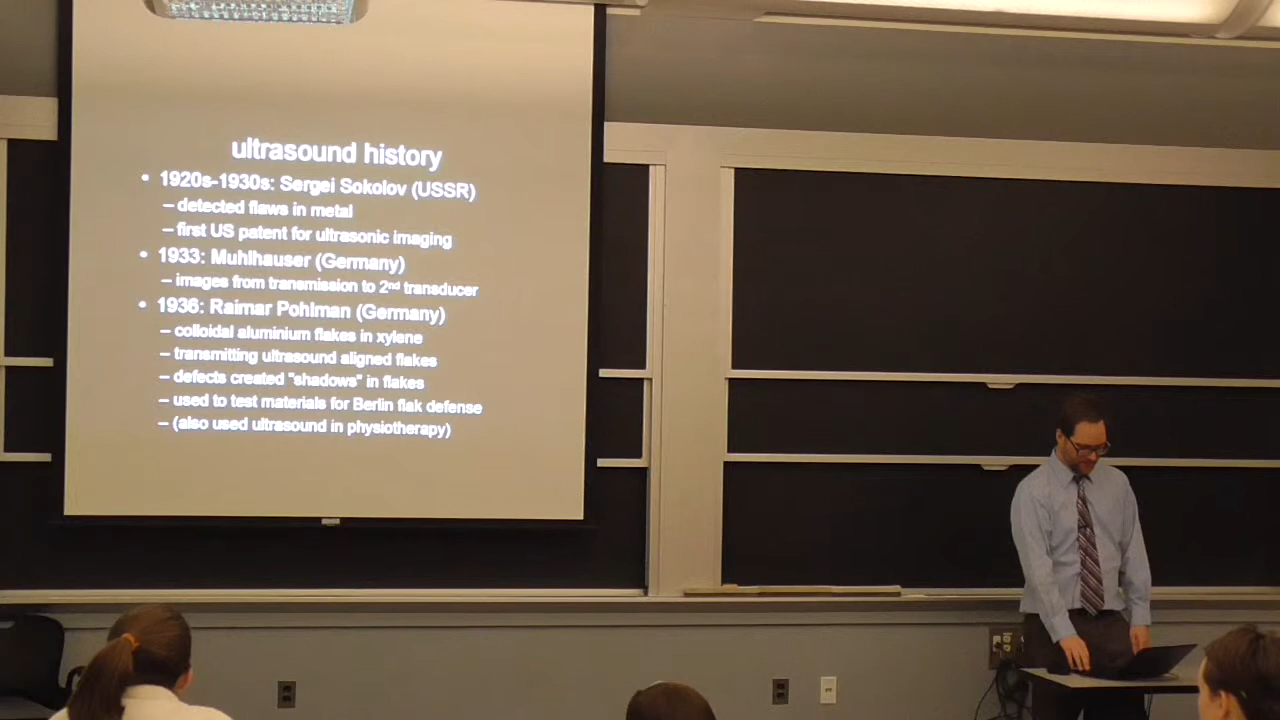 ultrasound history
• 1920s-1930s: Sergei Sokolov (USSR)
– detected flaws in metal
– first US patent for ultrasonic imaging
• 1933: Muhlhauser (Germany)
– images from transmission to 2nd transducer
• 1936: Raimar Pohlman (Germany)
– colloidal aluminium flakes in xylene
– transmitting ultrasound aligned flakes
– defects created "shadows" in flakes
– used to test materials for Berlin flak defense
– (also used ultrasound in physiotherapy)